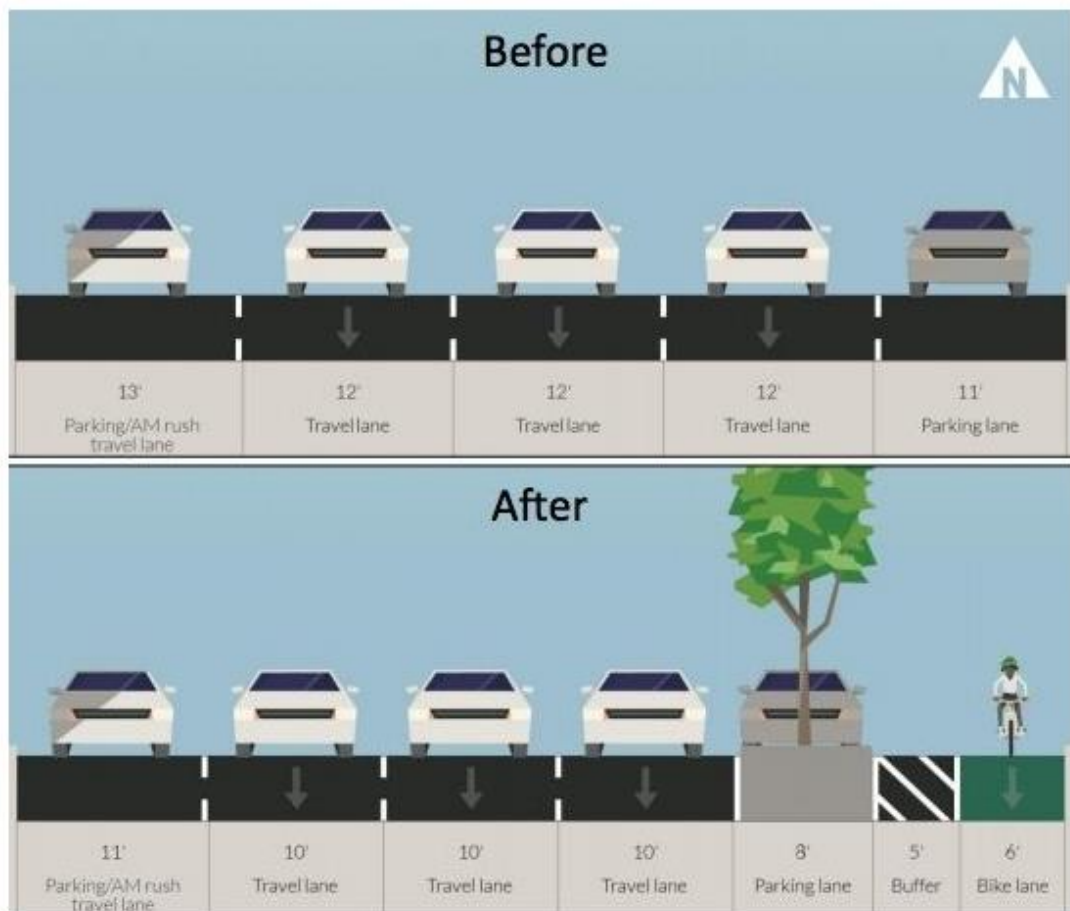 Before
N
13'
Parking/AM rush
travel lane
12'
Travel lane
12'
Travel lane
12'
Travel lane
11'
Parking lane
After
11'
Parking/AM rush
travel lane
10'
Travel lane
10'
Travel lane
10'
Travel lane
8'
Parking lane
5'
Buffer
6'
Bike lane